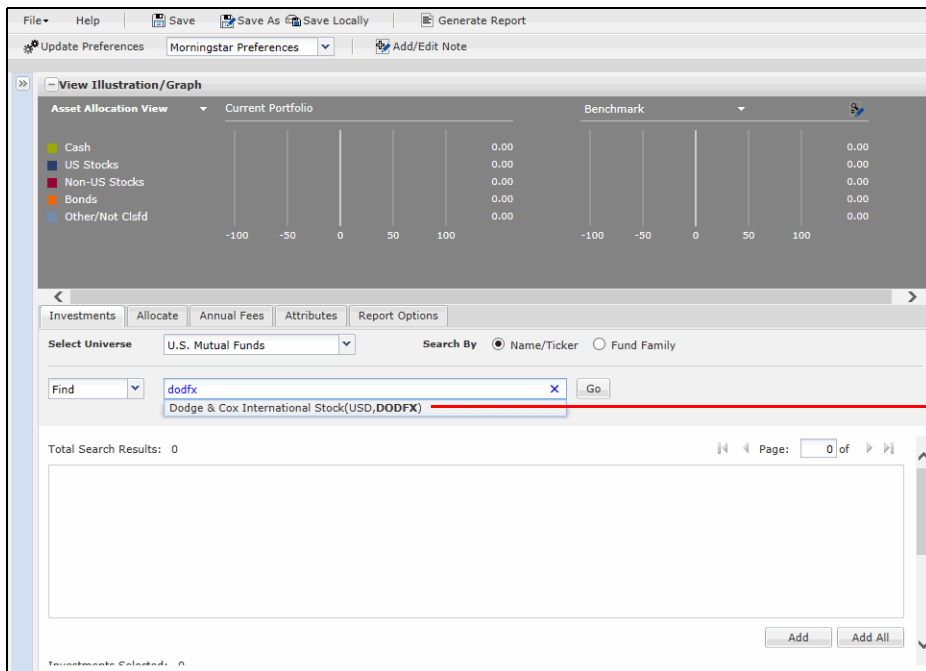 File Help Save Save As Save Locally Generate Report
Update Preferences Morningstar Preferences Add/Edit Note
View Illustration/Graph
Asset Allocation View Current Portfolio Benchmark
Cash 0.00 0.00
US Stocks 0.00 0.00
Non-US Stocks 0.00 0.00
Bonds 0.00 0.00
Other/Not Clsfd 0.00 0.00
-100 -50 0 50 100 -100 -50 0 50 100
Investments Allocate Annual Fees Attributes Report Options
Select Universe U.S. Mutual Funds Search By Name/Ticker Fund Family
Find dodfx Go
Dodge & Cox International Stock(USD,DODFX)
Total Search Results: 0 Page: 0 of
Add Add All
Investments Selected: 0